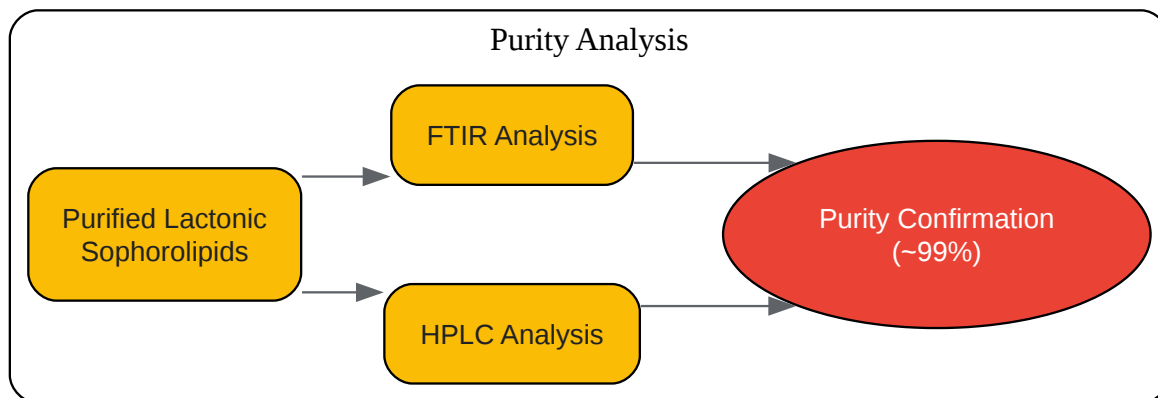 Purity Analysis
FTIR Analysis
Purified Lactonic
Sophorolipids
Purity Confirmation
(~99%)
HPLC Analysis